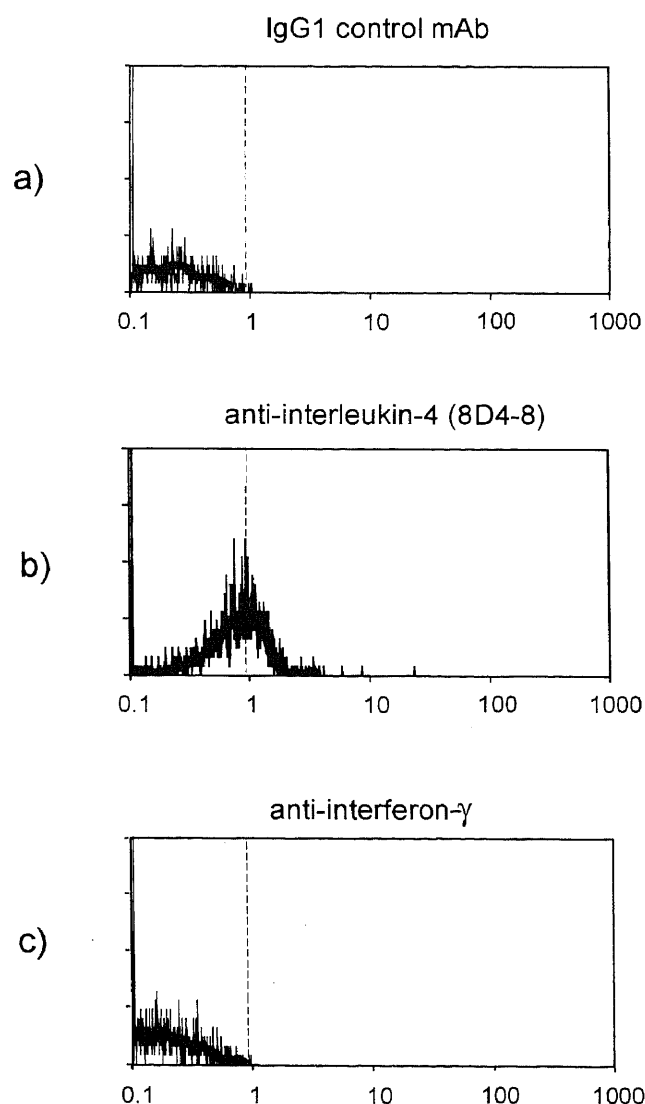 IgG1 control mAb
a)
0.1 1 10 100 1000
anti-interleukin-4 (8D4-8)
b)
0.1 1 10 100 1000
anti-interferon-γ
c)
0.1 1 10 100 1000